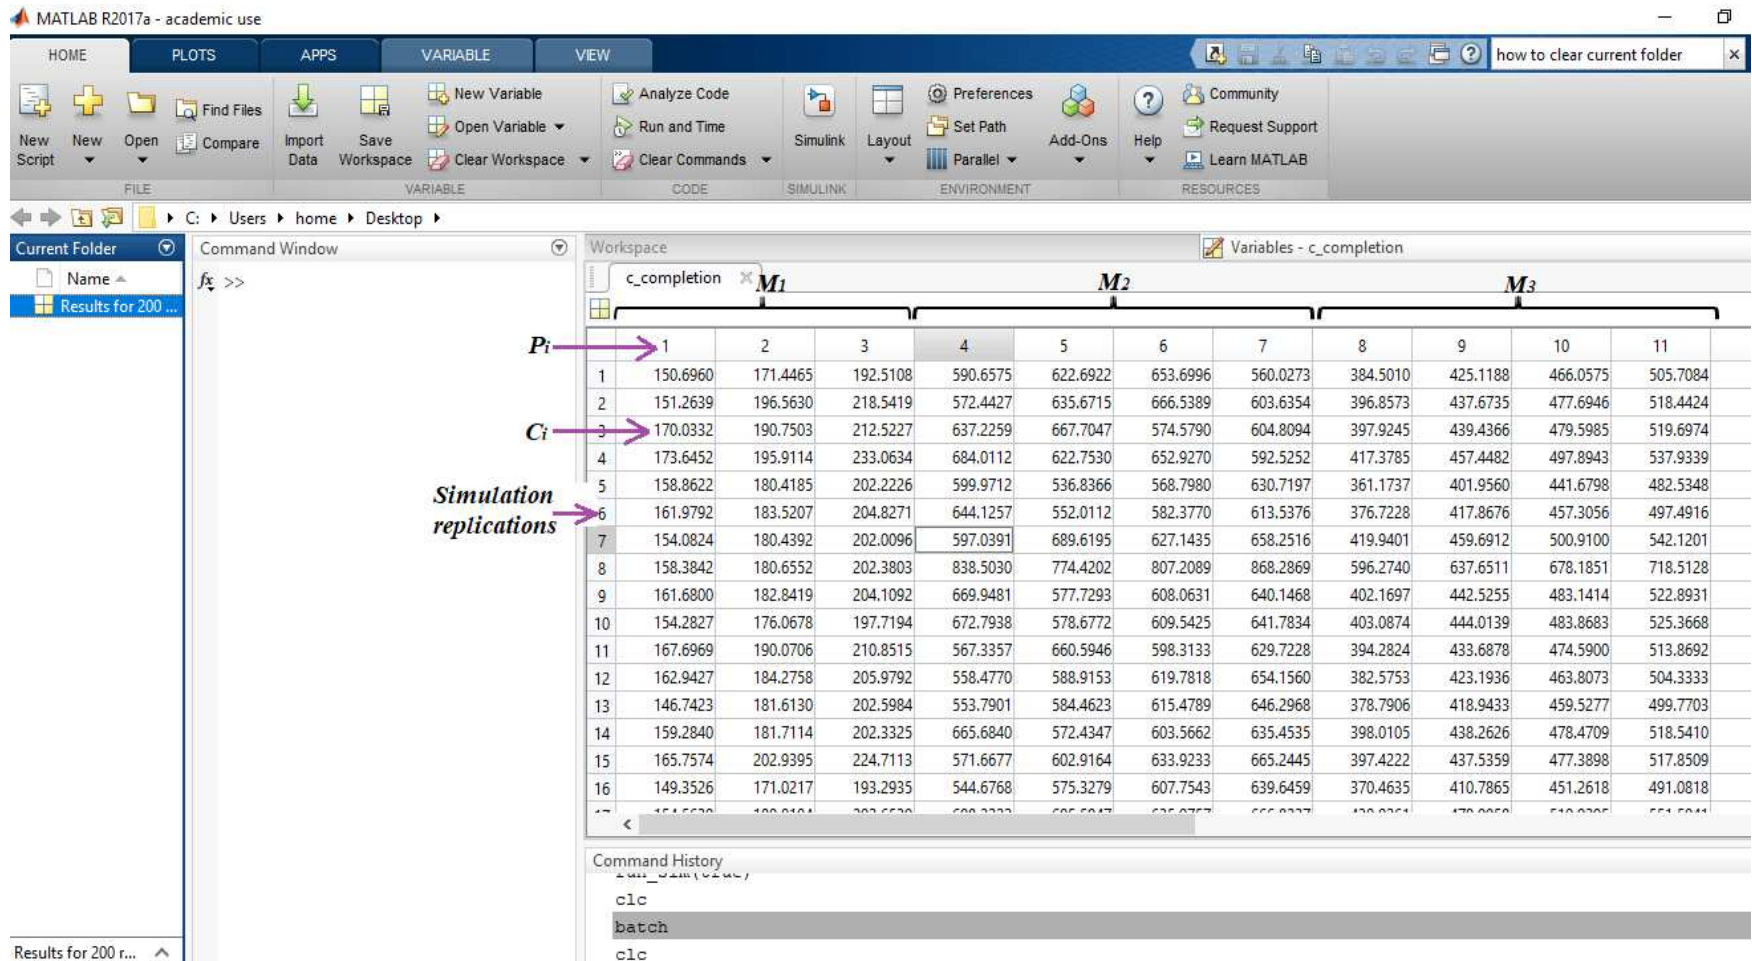 MATLAB R2017a - academic use
HOME PLOTS APPS VARIABLE VIEW how to clear current folder
New Script New Open Find Files Compare
FILE
Import Data Save Workspace New Variable Open Variable Clear Workspace
VARIABLE
Analyze Code Run and Time Clear Commands
CODE
Simulink
SIMULINK
Layout Preferences Set Path Parallel Add-Ons
ENVIRONMENT
Help Community Request Support Learn MATLAB
RESOURCES
C: Users home Desktop
Current Folder
Name
Results for 200 ...
Results for 200 r...
Command Window
fx >>
Workspace
Variables - c_completion
c_completion
M1 M2 M3
Pi
Ci
Simulation
replications
1 2 3 4 5 6 7 8 9 10 11
1 150.6960 171.4465 192.5108 590.6575 622.6922 653.6996 560.0273 384.5010 425.1188 466.0575 505.7084
2 151.2639 196.5630 218.5419 572.4427 635.6715 666.5389 603.6354 396.8573 437.6735 477.6946 518.4424
3 170.0332 190.7503 212.5227 637.2259 667.7047 574.5790 604.8094 397.9245 439.4366 479.5985 519.6974
4 173.6452 195.9114 233.0634 684.0112 622.7530 652.9270 592.5252 417.3785 457.4482 497.8943 537.9339
5 158.8622 180.4185 202.2226 599.9712 536.8366 568.7980 630.7197 361.1737 401.9560 441.6798 482.5348
6 161.9792 183.5207 204.8271 644.1257 552.0112 582.3770 613.5376 376.7228 417.8676 457.3056 497.4916
7 154.0824 180.4392 202.0096 597.0391 689.6195 627.1435 658.2516 419.9401 459.6912 500.9100 542.1201
8 158.3842 180.6552 202.3803 838.5030 774.4202 807.2089 868.2869 596.2740 637.6511 678.1851 718.5128
9 161.6800 182.8419 204.1092 669.9481 577.7293 608.0631 640.1468 402.1697 442.5255 483.1414 522.8931
10 154.2827 176.0678 197.7194 672.7938 578.6772 609.5425 641.7834 403.0874 444.0139 483.8683 525.3668
11 167.6969 190.0706 210.8515 567.3357 660.5946 598.3133 629.7228 394.2824 433.6878 474.5900 513.8692
12 162.9427 184.2758 205.9792 558.4770 588.9153 619.7818 654.1560 382.5753 423.1936 463.8073 504.3333
13 146.7423 181.6130 202.5984 553.7901 584.4623 615.4789 646.2968 378.7906 418.9433 459.5277 499.7703
14 159.2840 181.7114 202.3325 665.6840 572.4347 603.5662 635.4535 398.0105 438.2626 478.4709 518.5410
15 165.7574 202.9395 224.7113 571.6677 602.9164 633.9233 665.2445 397.4222 437.5359 477.3898 517.8509
16 149.3526 171.0217 193.2935 544.6768 575.3279 607.7543 639.6459 370.4635 410.7865 451.2618 491.0818
Command History
clc
batch
clc